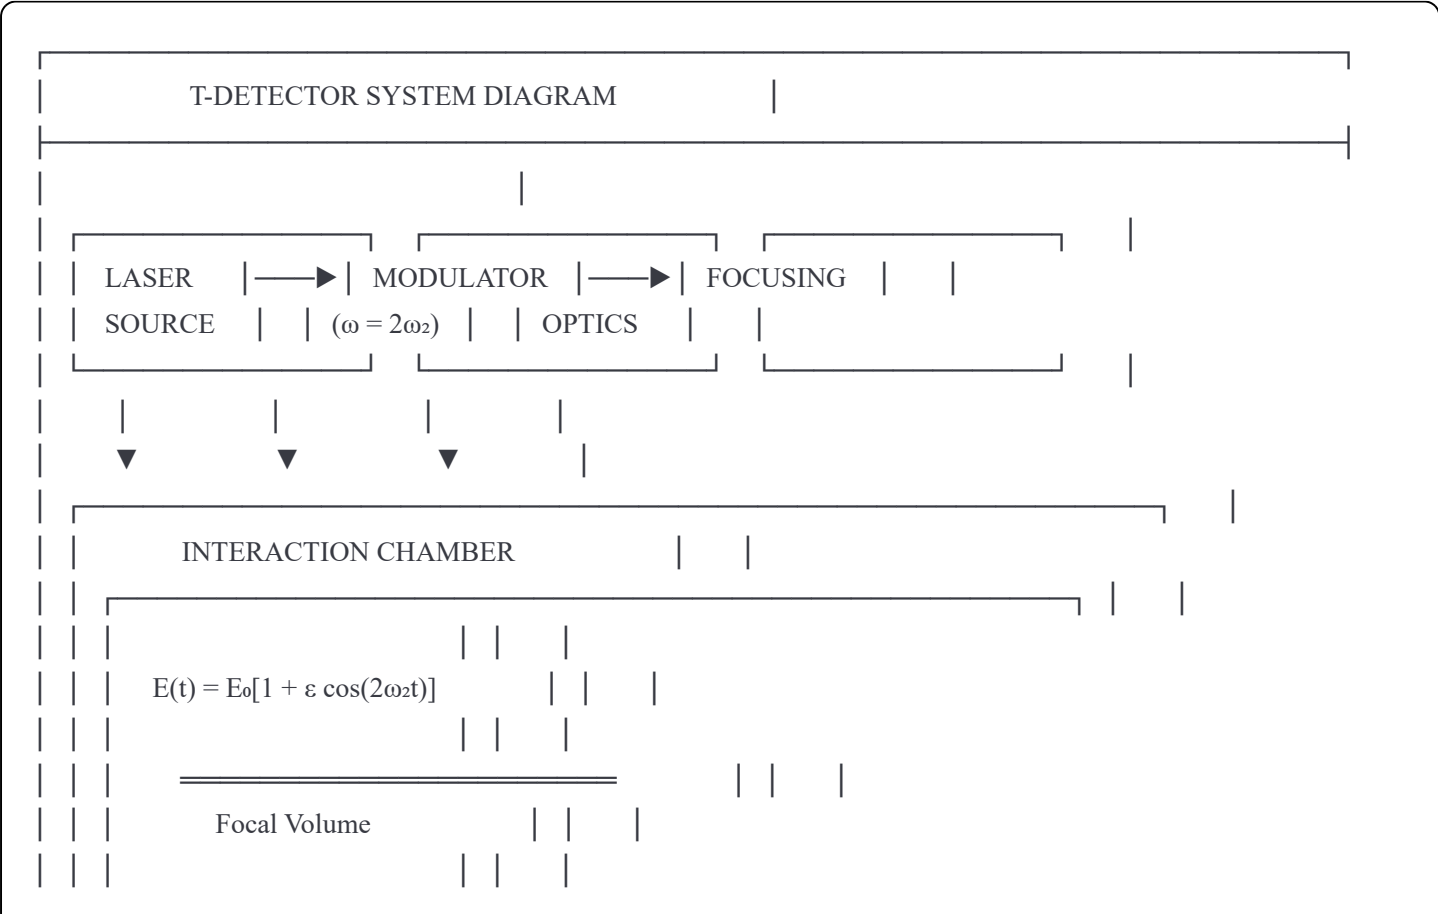 T-DETECTOR SYSTEM DIAGRAM
LASER ───▶ MODULATOR ───▶ FOCUSING
SOURCE (ω = 2ω₂) OPTICS
▼ ▼ ▼
INTERACTION CHAMBER
E(t) = E₀[1 + ε cos(2ω₂t)]
Focal Volume